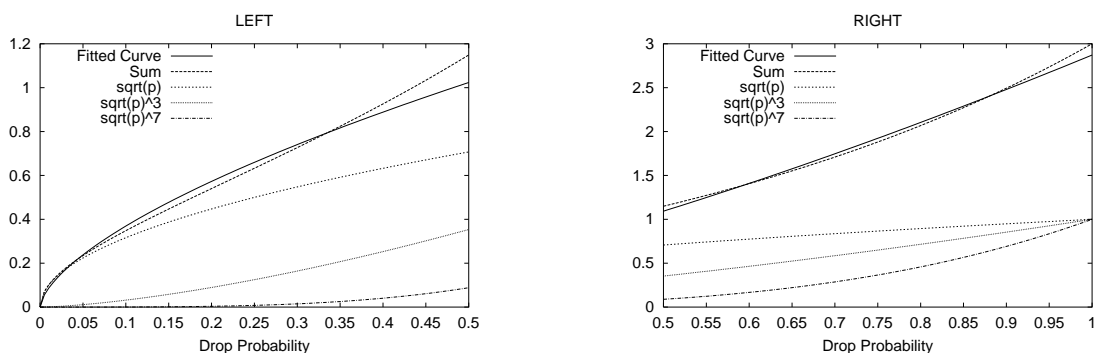 LEFT
1.2
1
0.8
0.6
0.4
0.2
0
Fitted Curve
Sum
sqrt(p)
sqrt(p)^3
sqrt(p)^7
0 0.05 0.1 0.15 0.2 0.25 0.3 0.35 0.4 0.45 0.5
Drop Probability
RIGHT
3
2.5
2
1.5
1
0.5
0
Fitted Curve
Sum
sqrt(p)
sqrt(p)^3
sqrt(p)^7
0.5 0.55 0.6 0.65 0.7 0.75 0.8 0.85 0.9 0.95 1
Drop Probability